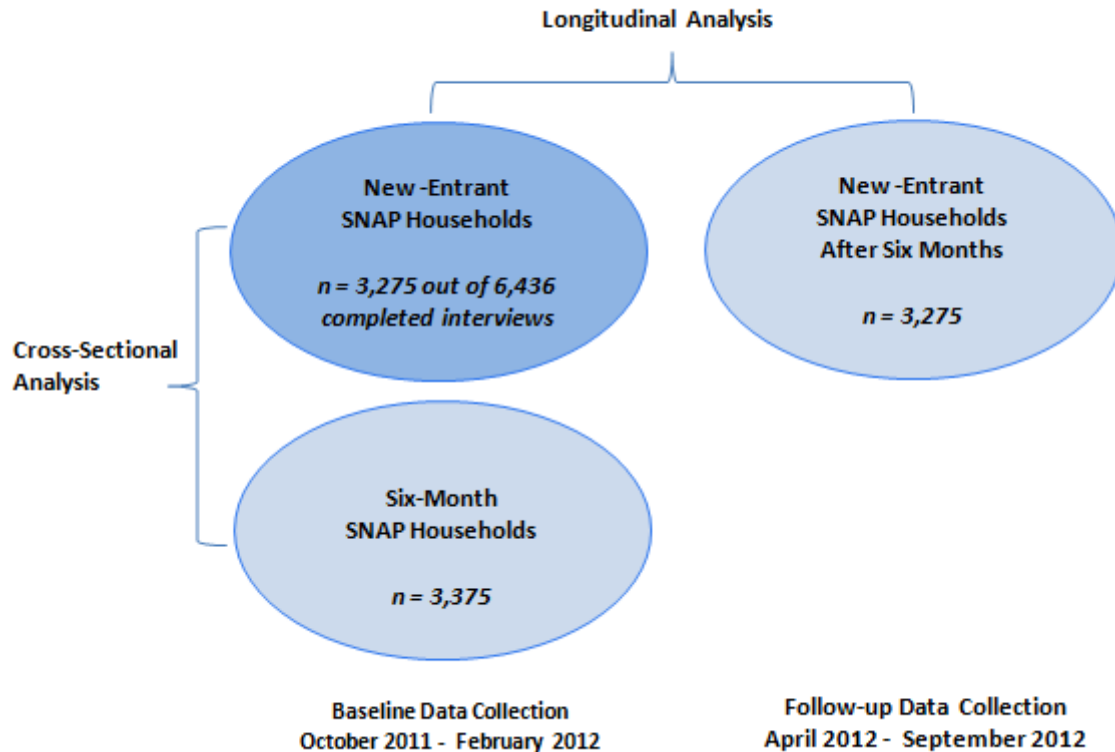 Longitudinal Analysis
New -Entrant
SNAP Households
n = 3,275 out of 6,436
completed interviews
New -Entrant
SNAP Households
After Six Months
n = 3,275
Cross-Sectional
Analysis
Six-Month
SNAP Households
n = 3,375
Baseline Data Collection
October 2011 - February 2012
Follow-up Data Collection
April 2012 - September 2012